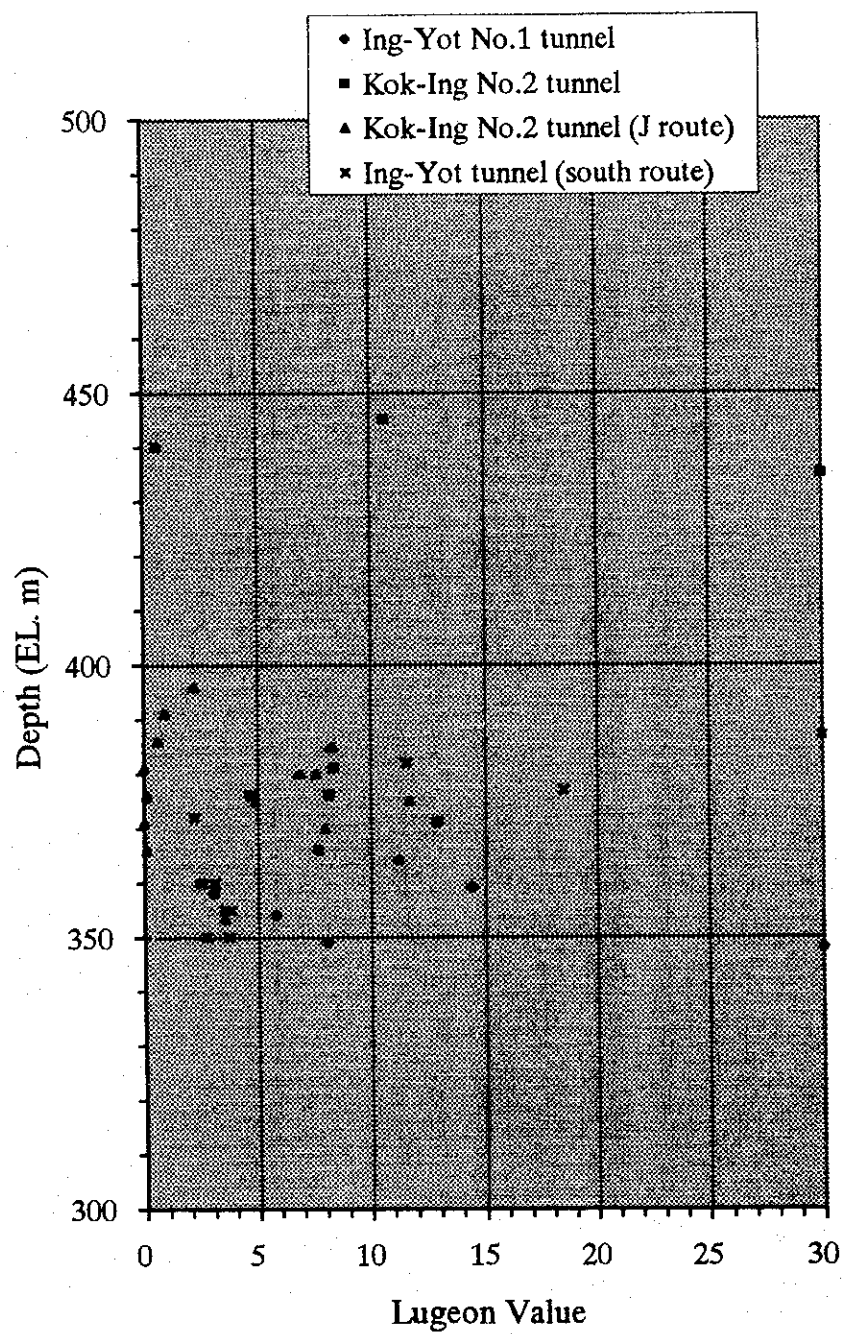 Ing-Yot No.1 tunnel
Kok-Ing No.2 tunnel
Kok-Ing No.2 tunnel (J route)
Ing-Yot tunnel (south route)
500
450
400
350
300
Depth (EL. m)
0 5 10 15 20 25 30
Lugeon Value